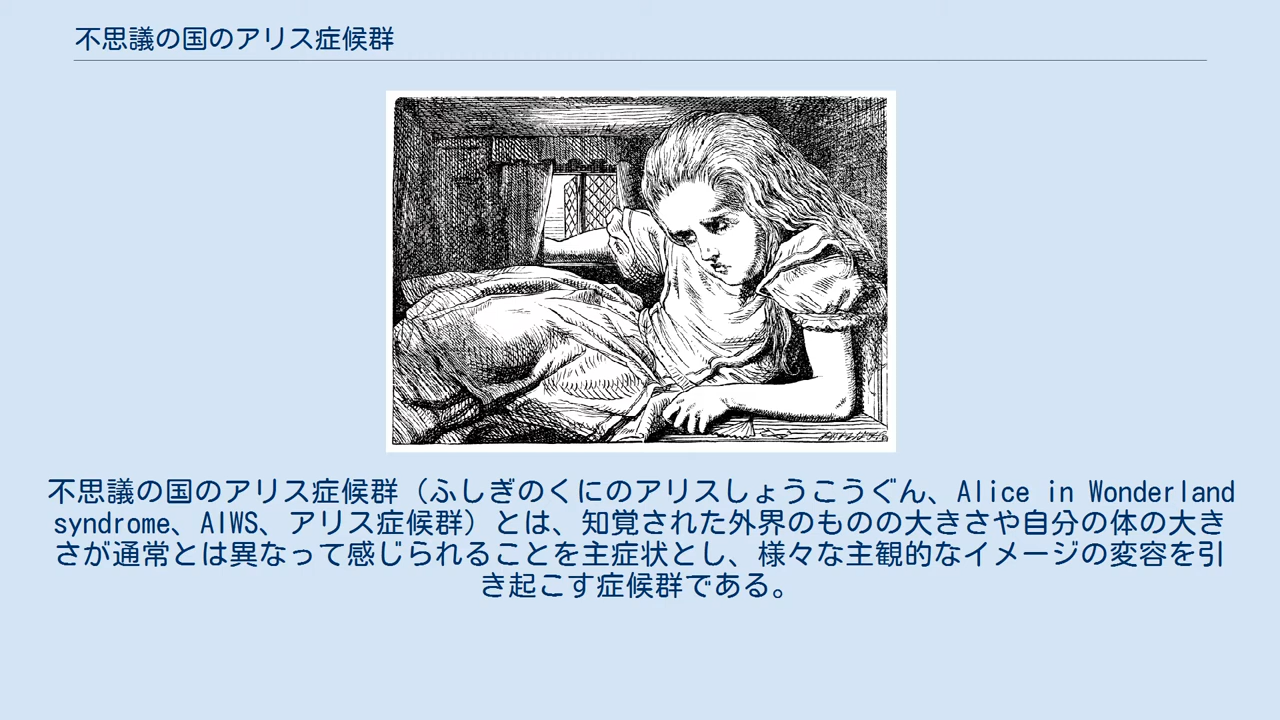 不思議の国のアリス症候群
不思議の国のアリス症候群（ふしぎのくにのアリスしょうこうぐん、Alice in Wonderland
syndrome、AIWS、アリス症候群）とは、知覚された外界のものの大きさや自分の体の大き
さが通常とは異なって感じられることを主症状とし、様々な主観的なイメージの変容を引
き起こす症候群である。